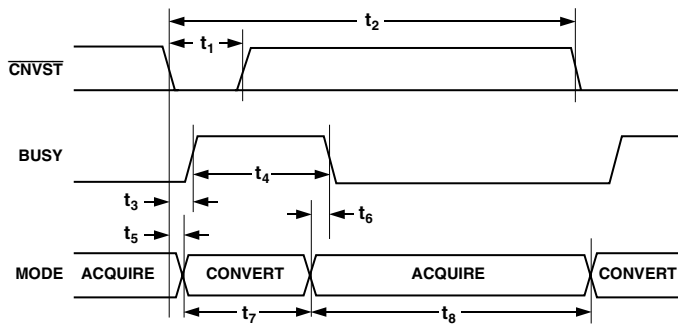 t2
t1
CNVST
BUSY
t4
t3
t6
t5
MODE ACQUIRE CONVERT ACQUIRE CONVERT
t7 t8